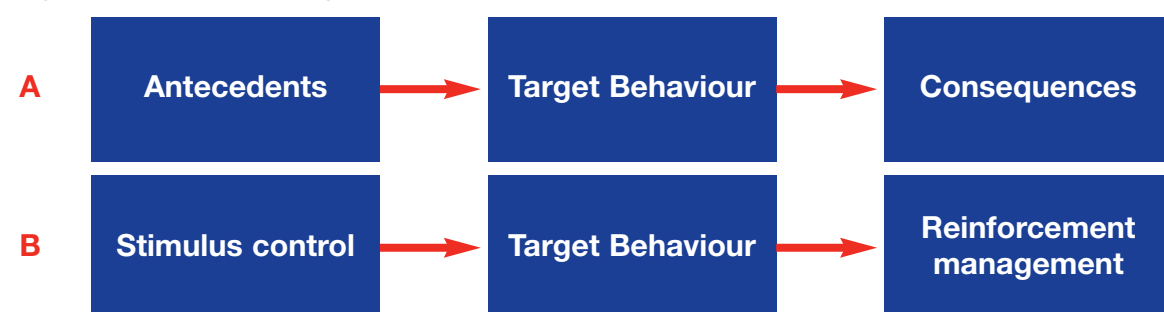 A
Antecedents
Target Behaviour
Consequences
B
Stimulus control
Target Behaviour
Reinforcement
management